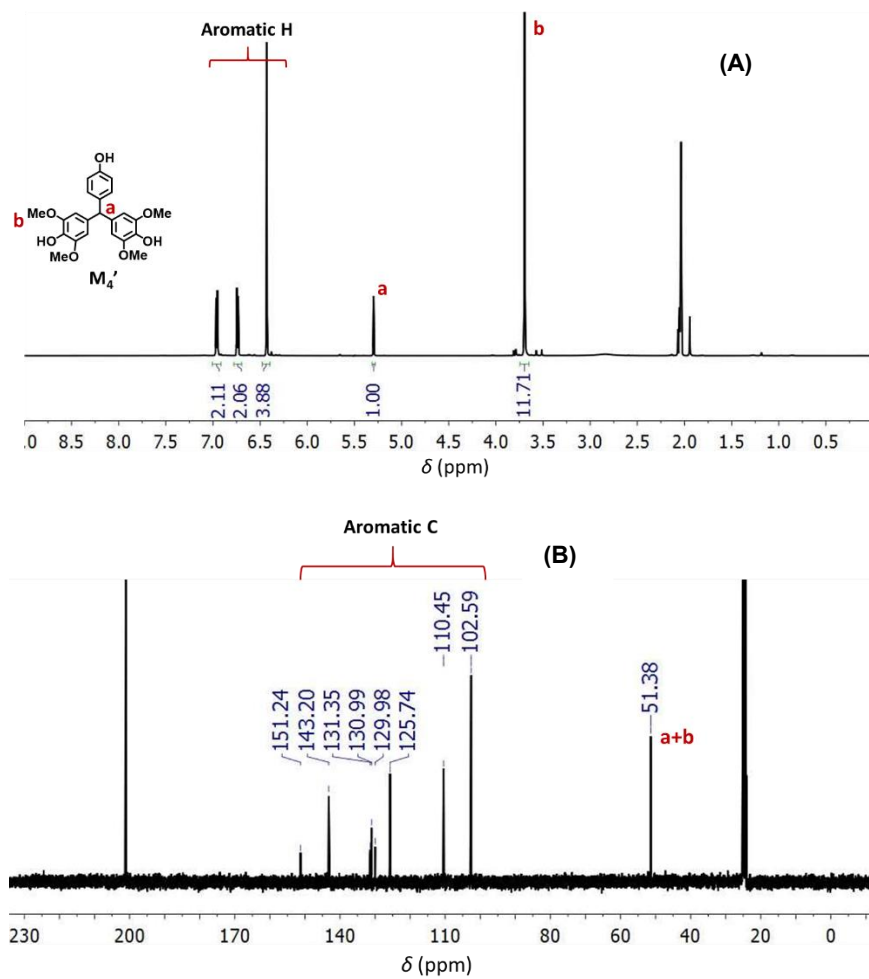 Aromatic H
b
(A)
OH
a
b
MeO
OMe
HO
OH
OMe
OMe
M4'
a
2.11
2.06
3.88
1.00
11.71
.0 8.5 8.0 7.5 7.0 6.5 6.0 5.5 5.0 4.5 4.0 3.5 3.0 2.5 2.0 1.5 1.0 0.5
δ (ppm)
Aromatic C
(B)
151.24
143.20
131.35
130.99
129.98
125.74
110.45
102.59
51.38
a+b
230 200 170 140 110 80 60 40 20 0
δ (ppm)